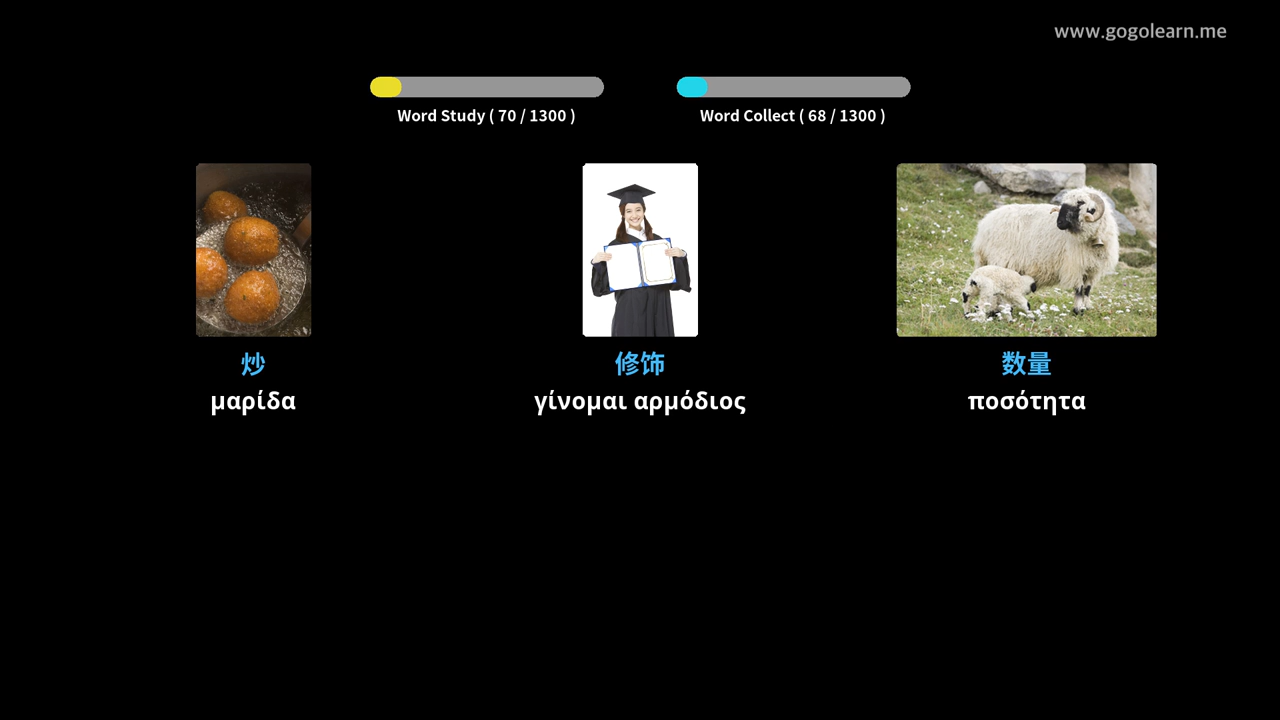 www.gogolearn.me
Word Study ( 70 / 1300 )
Word Collect ( 68 / 1300 )
炒
修饰
数量
μαρίδα
γίνομαι αρμόδιος
ποσότητα